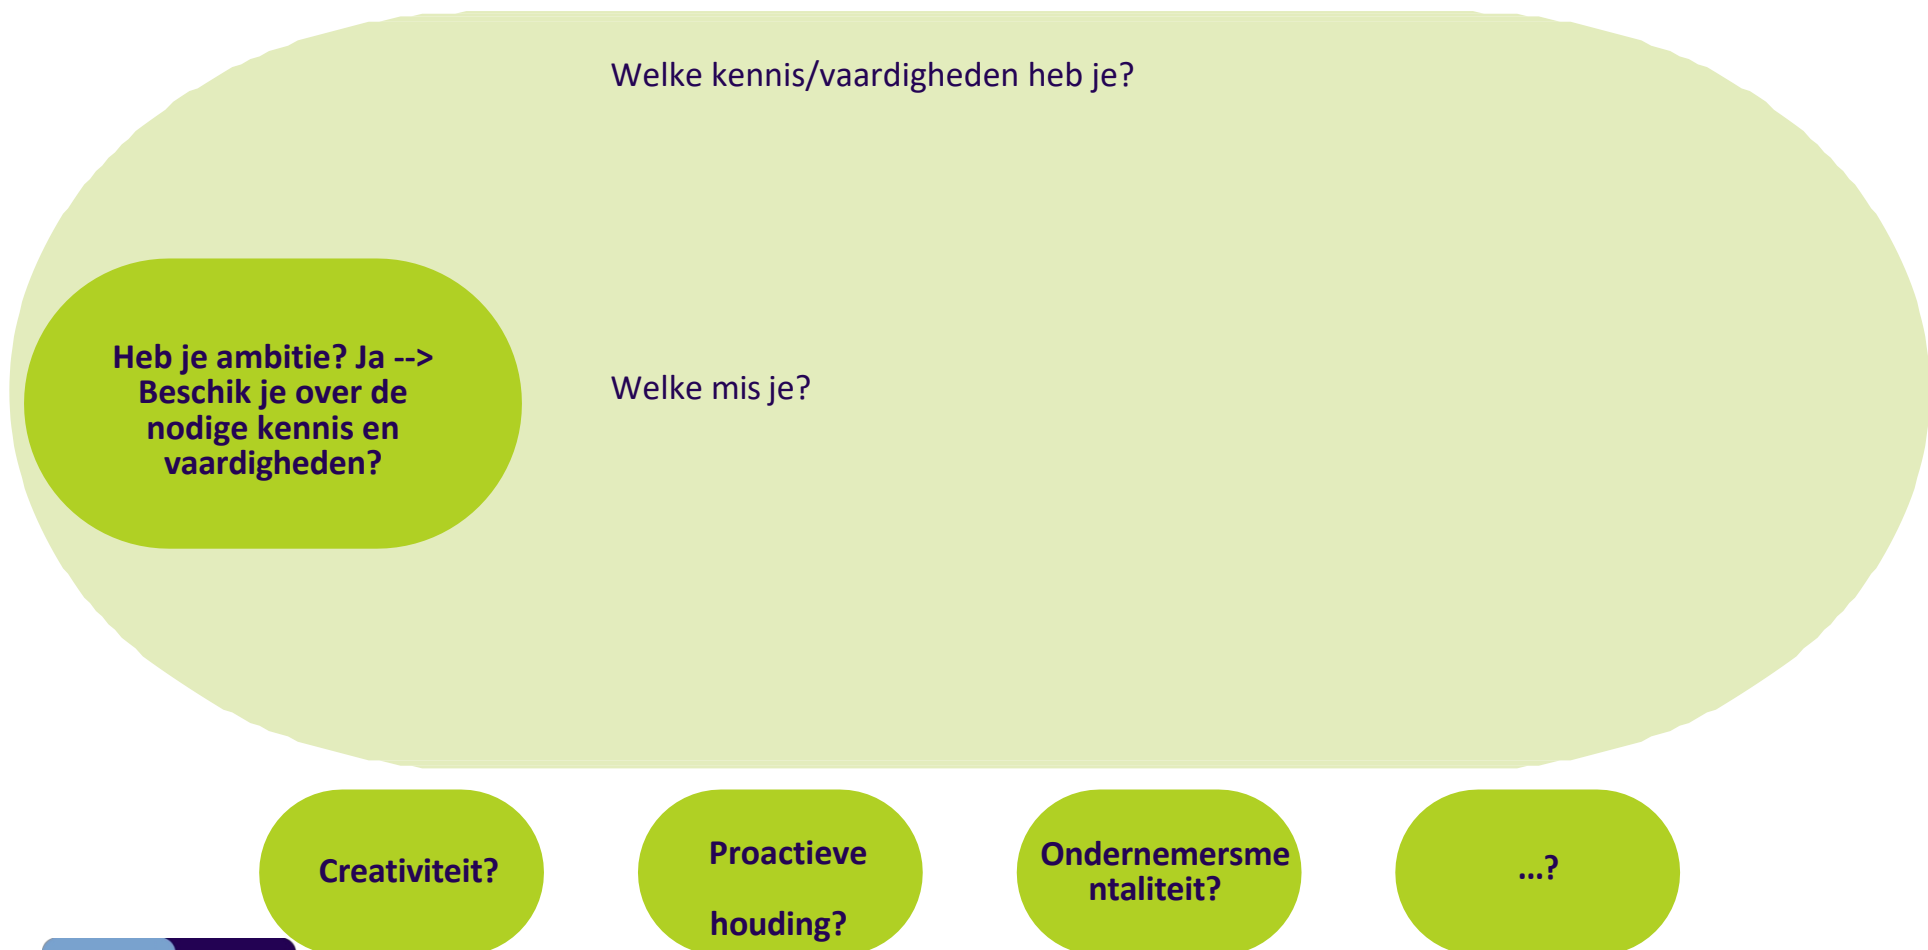 Welke kennis/vaardigheden heb je?
Heb je ambitie? Ja -->
Beschik je over de
nodige kennis en
vaardigheden?
Welke mis je?
Creativiteit?
Proactieve
houding?
Ondernemersme
ntaliteit?
...?